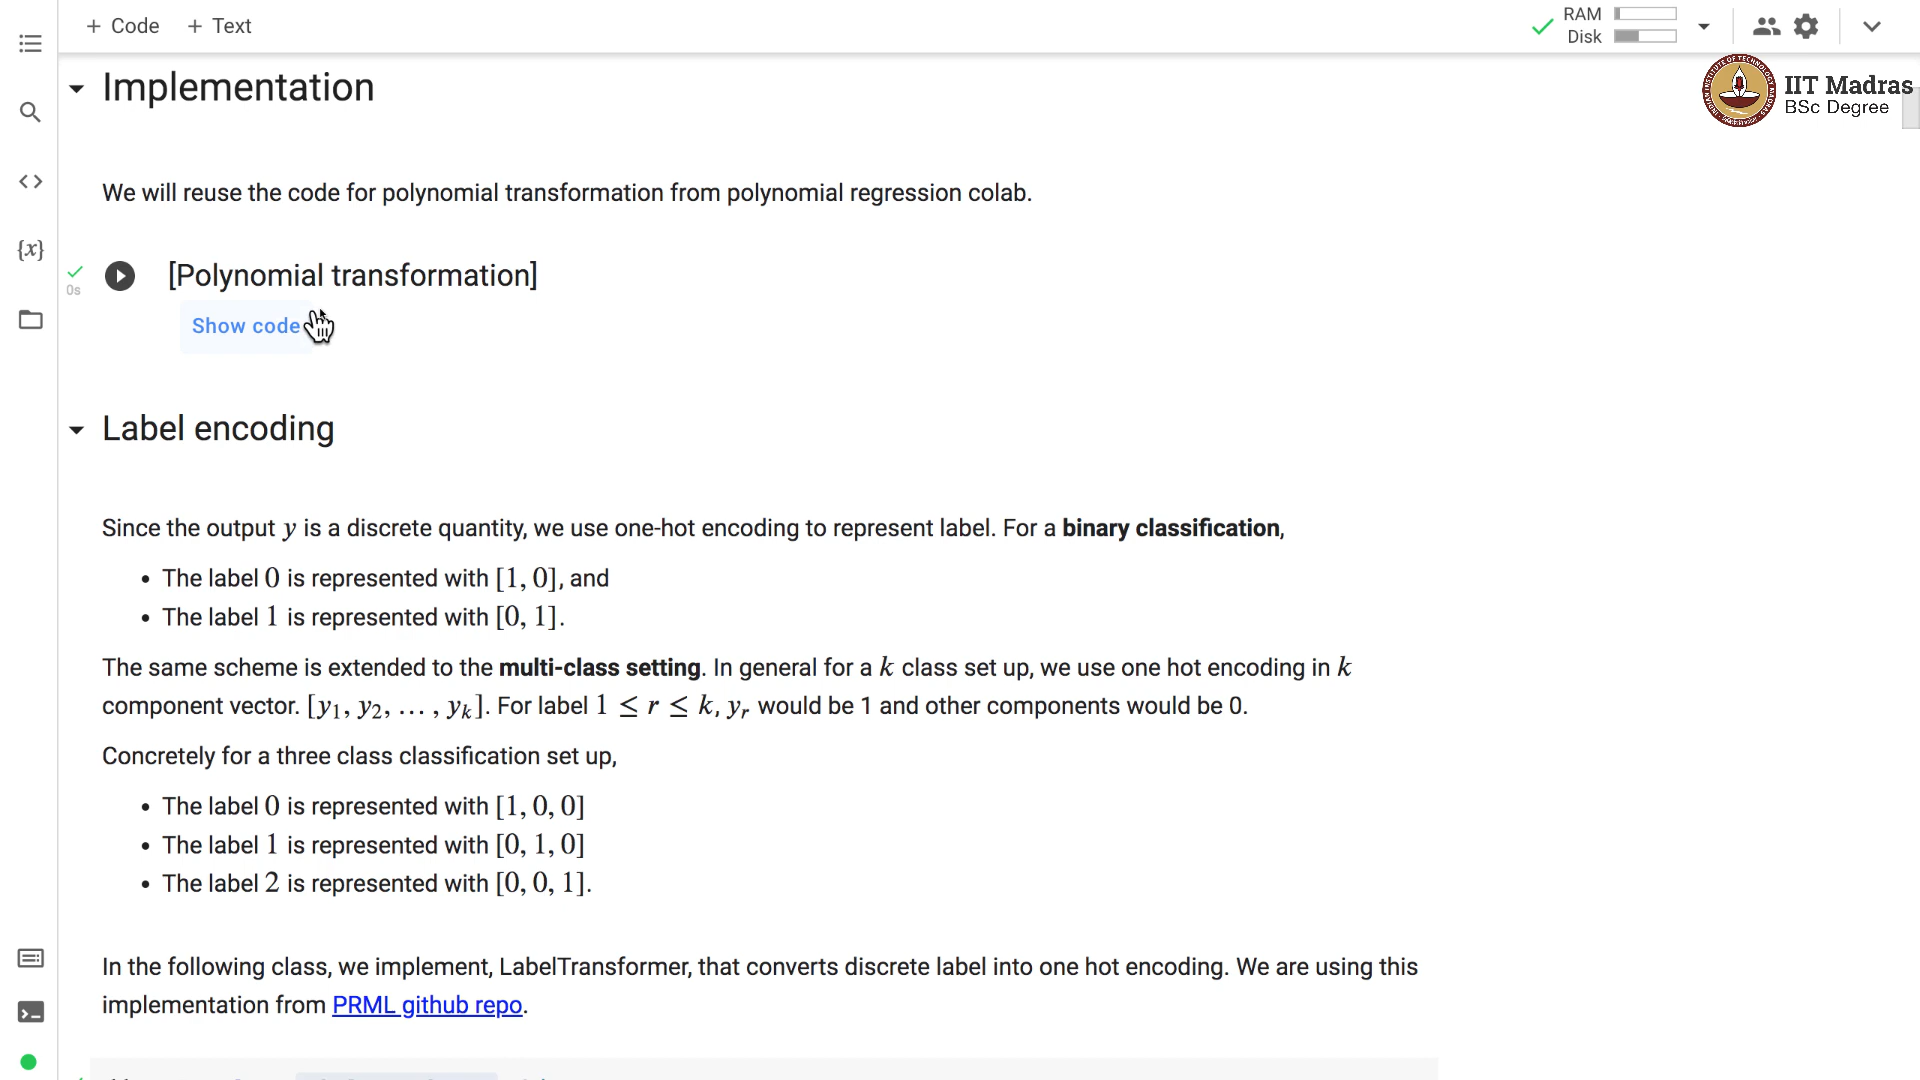 + Code + Text
RAM
Disk
Implementation
IIT Madras
BSc Degree
We will reuse the code for polynomial transformation from polynomial regression colab.
{x}
[Polynomial transformation]
0s
Show code
Label encoding
Since the output y is a discrete quantity, we use one-hot encoding to represent label. For a binary classification,
• The label 0 is represented with [1, 0], and
• The label 1 is represented with [0, 1].
The same scheme is extended to the multi-class setting. In general for a k class set up, we use one hot encoding in k
component vector. [y₁, y₂, … , yₖ]. For label 1 ≤ r ≤ k, yᵣ would be 1 and other components would be 0.
Concretely for a three class classification set up,
• The label 0 is represented with [1, 0, 0]
• The label 1 is represented with [0, 1, 0]
• The label 2 is represented with [0, 0, 1].
In the following class, we implement, LabelTransformer, that converts discrete label into one hot encoding. We are using this
implementation from PRML github repo.